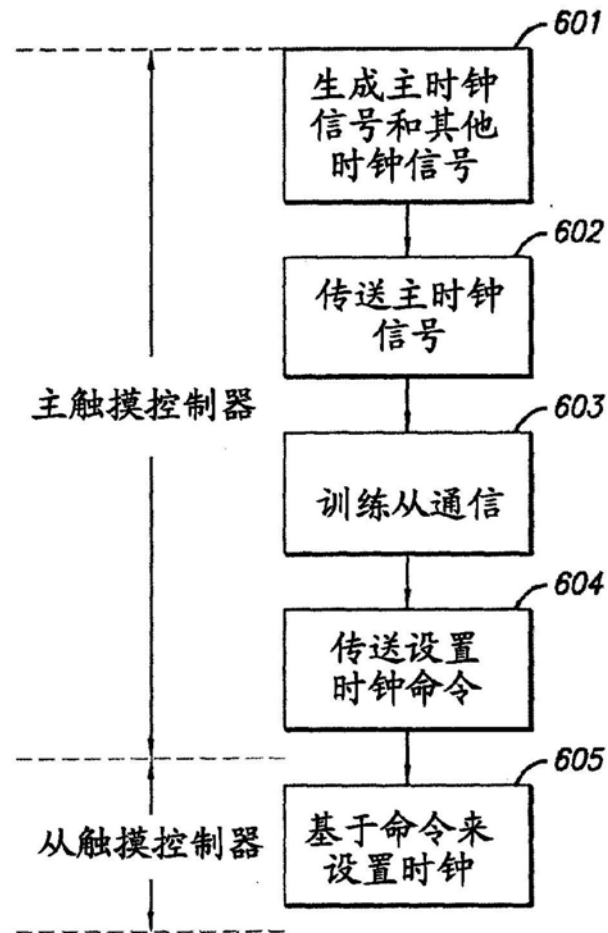 601
生成主时钟
信号和其他
时钟信号
602
传送主时钟
信号
主触摸控制器
603
训练从通信
604
传送设置
时钟命令
605
从触摸控制器
基于命令来
设置时钟